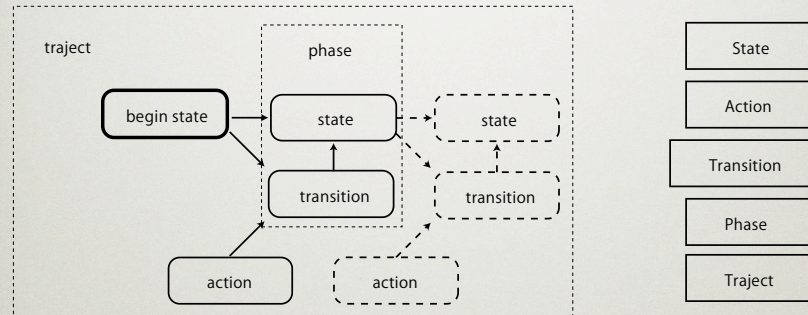 traject
phase
begin state
state
state
transition
transition
action
action
State
Action
Transition
Phase
Traject